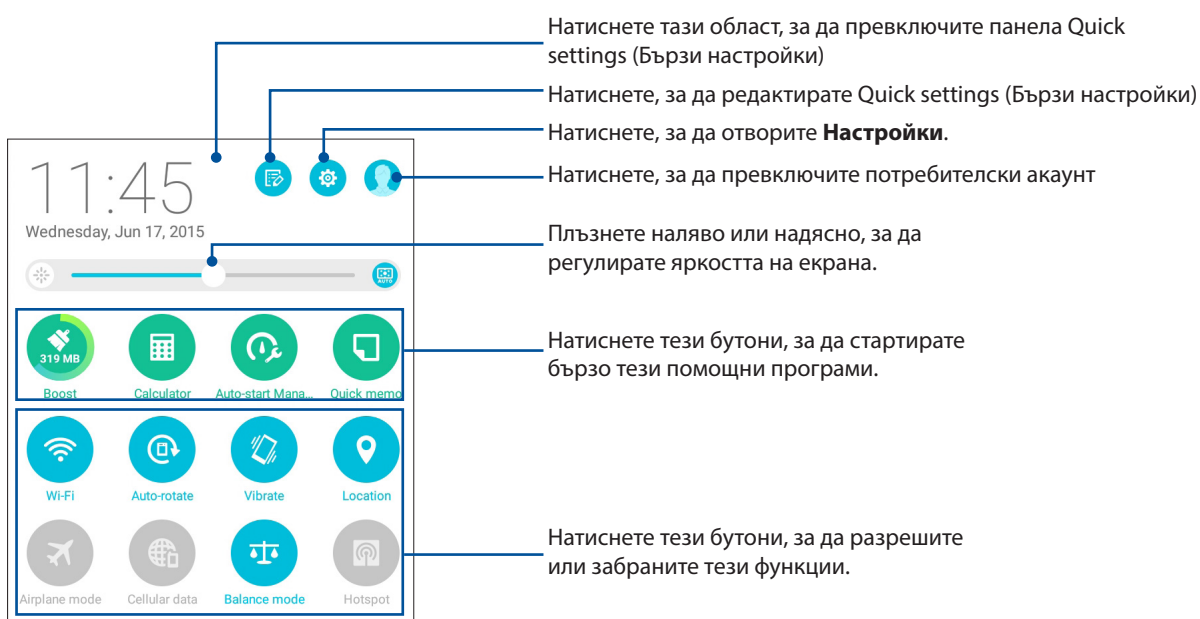 Натиснете тази област, за да превключите панела Quick
settings (Бързи настройки)
Натиснете, за да редактирате Quick settings (Бързи настройки)
Натиснете, за да отворите Настройки.
Натиснете, за да превключите потребителски акаунт
11:45
Wednesday, Jun 17, 2015
Плъзнете наляво или надясно, за да
регулирате яркостта на екрана.
AUTO
319 MB
Boost Calculator Auto-start Mana... Quick memo
Натиснете тези бутони, за да стартирате
бързо тези помощни програми.
Wi-Fi Auto-rotate Vibrate Location
Airplane mode Cellular data Balance mode Hotspot
Натиснете тези бутони, за да разрешите
или забраните тези функции.